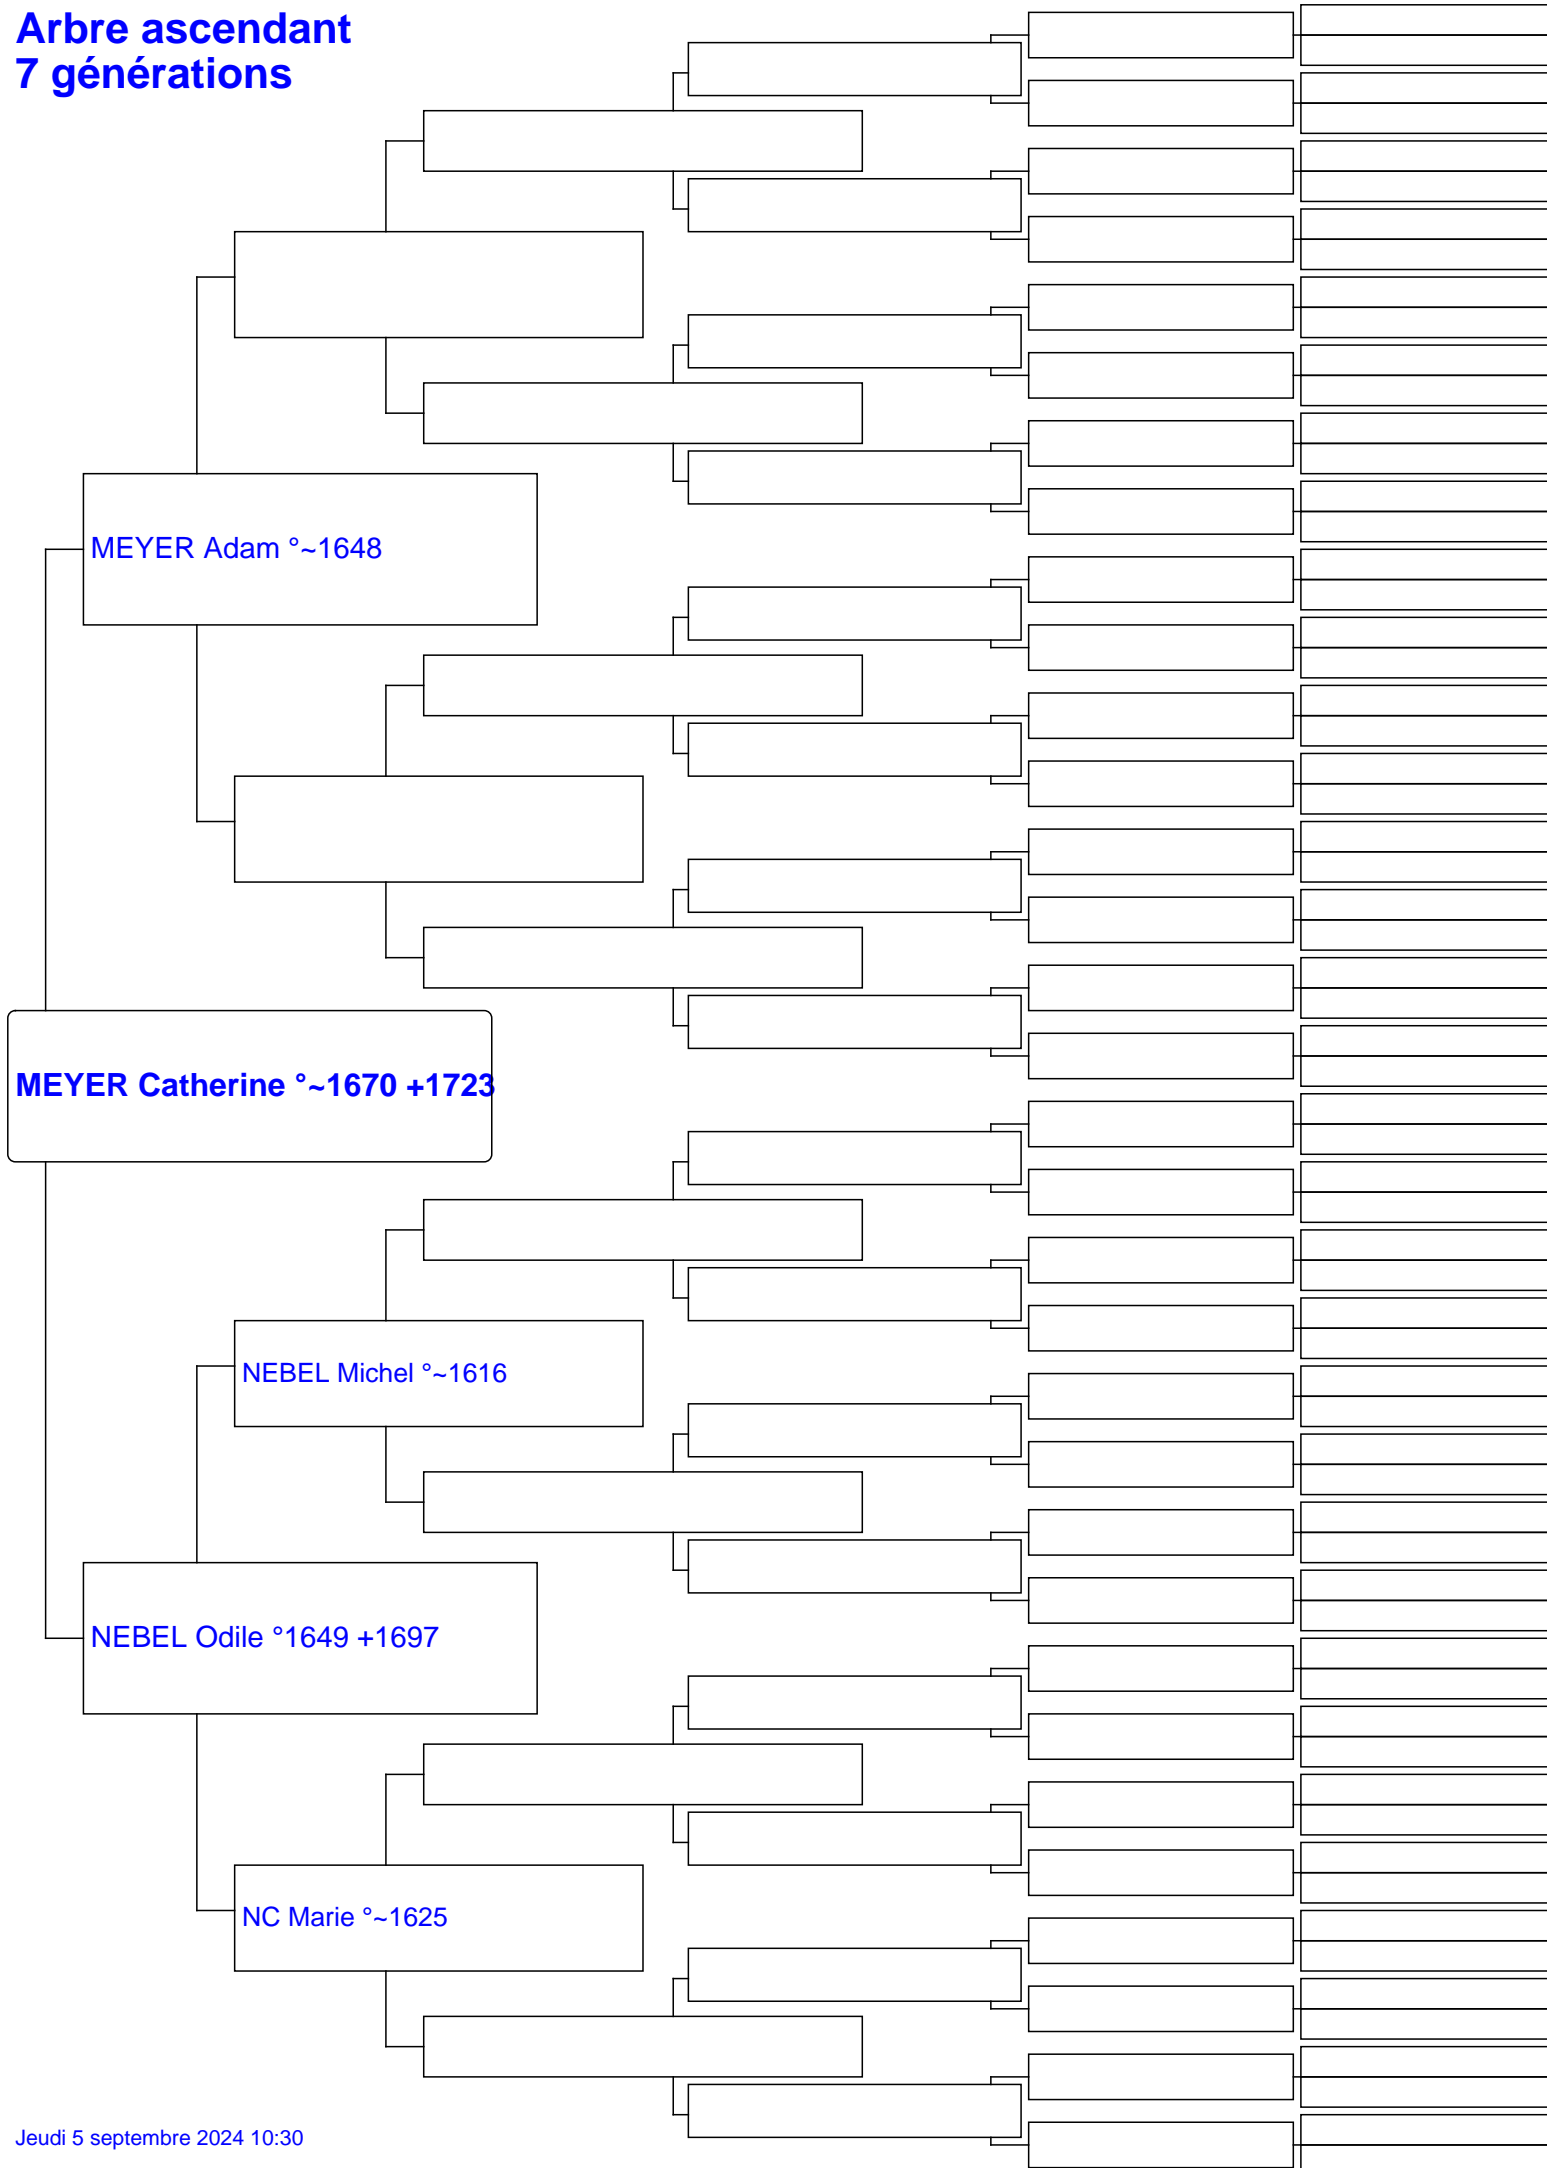 Arbre ascendant
7 générations
MEYER Adam °~1648
MEYER Catherine °~1670 +1723
NEBEL Michel °~1616
NEBEL Odile °1649 +1697
NC Marie °~1625
Jeudi 5 septembre 2024 10:30